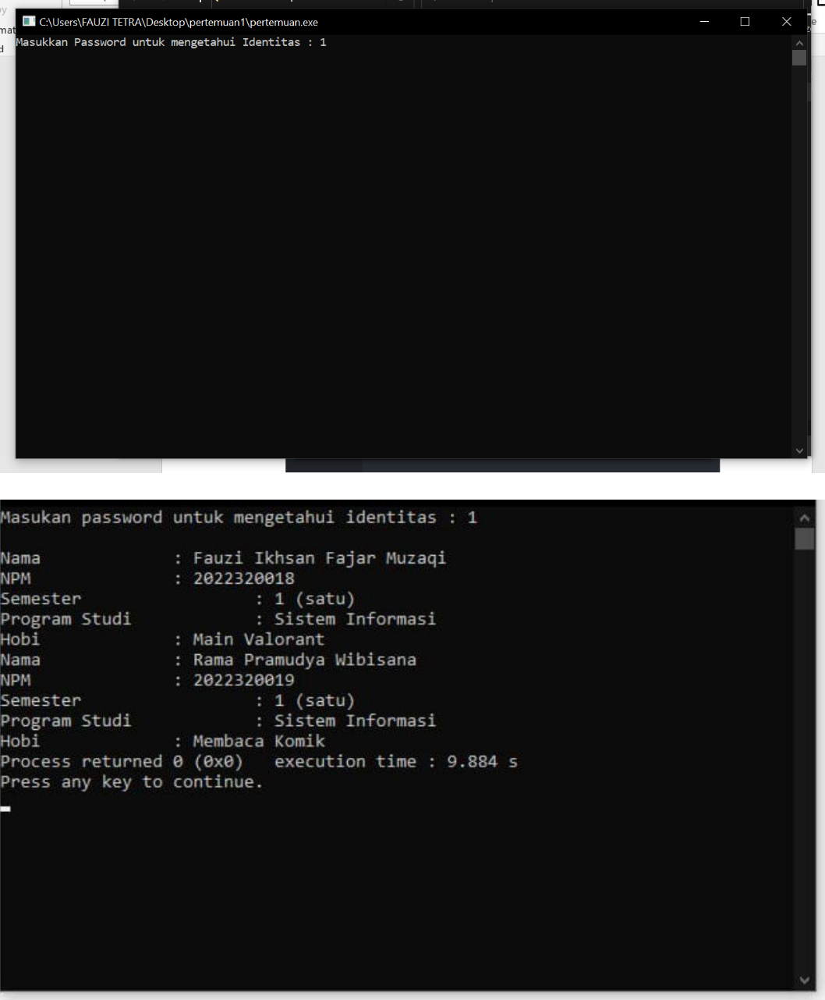 C:\Users\FAUZI TETRA\Desktop\pertemuan1\pertemuan.exe
Masukkan Password untuk mengetahui Identitas : 1
Masukan password untuk mengetahui identitas : 1
Nama : Fauzi Ikhsan Fajar Muzaqi
NPM : 2022320018
Semester : 1 (satu)
Program Studi : Sistem Informasi
Hobi : Main Valorant
Nama : Rama Pramudya Wibisana
NPM : 2022320019
Semester : 1 (satu)
Program Studi : Sistem Informasi
Hobi : Membaca Komik
Process returned 0 (0x0) execution time : 9.884 s
Press any key to continue.